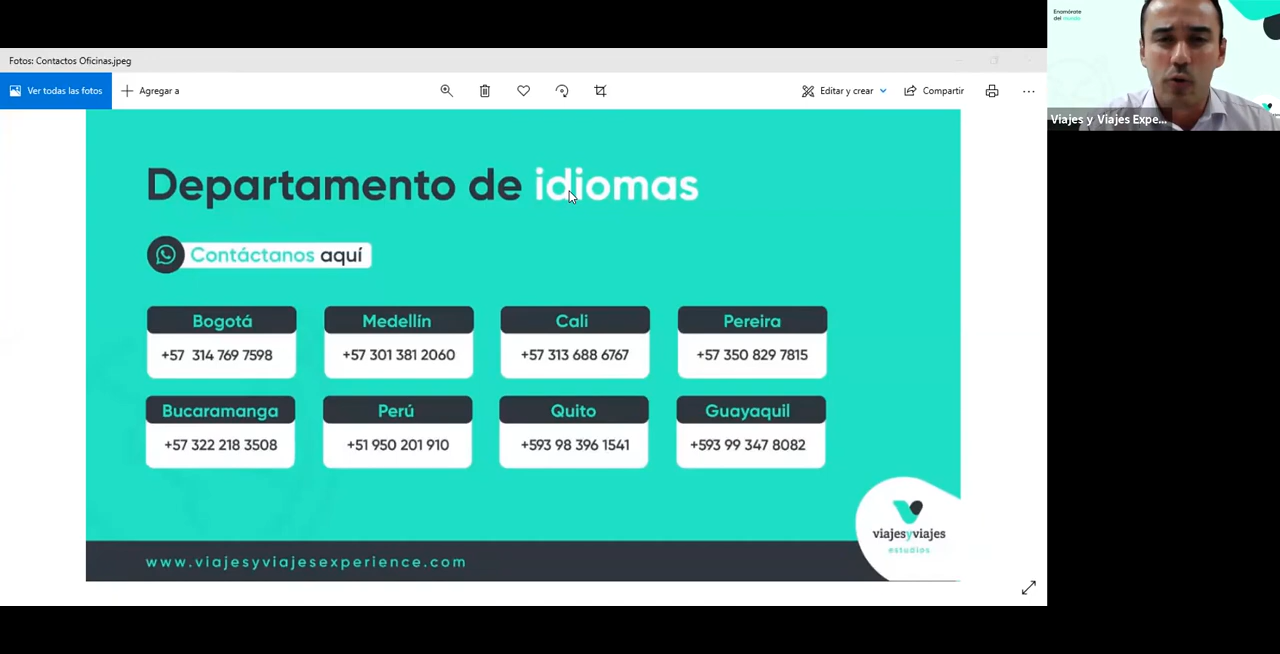 Enamórate
del mundo
Fotos: Contactos Oficinas.jpeg
Ver todas las fotos
Agregar a
Editar y crear
Compartir
Viajes y Viajes Expe...
Departamento de idiomas
Contáctanos aquí
Bogotá
+57 314 769 7598
Medellín
+57 301 381 2060
Cali
+57 313 688 6767
Pereira
+57 350 829 7815
Bucaramanga
+57 322 218 3508
Perú
+51 950 201 910
Quito
+593 98 396 1541
Guayaquil
+593 99 347 8082
viajesyviajes
estudios
www.viajesyviajesexperience.com